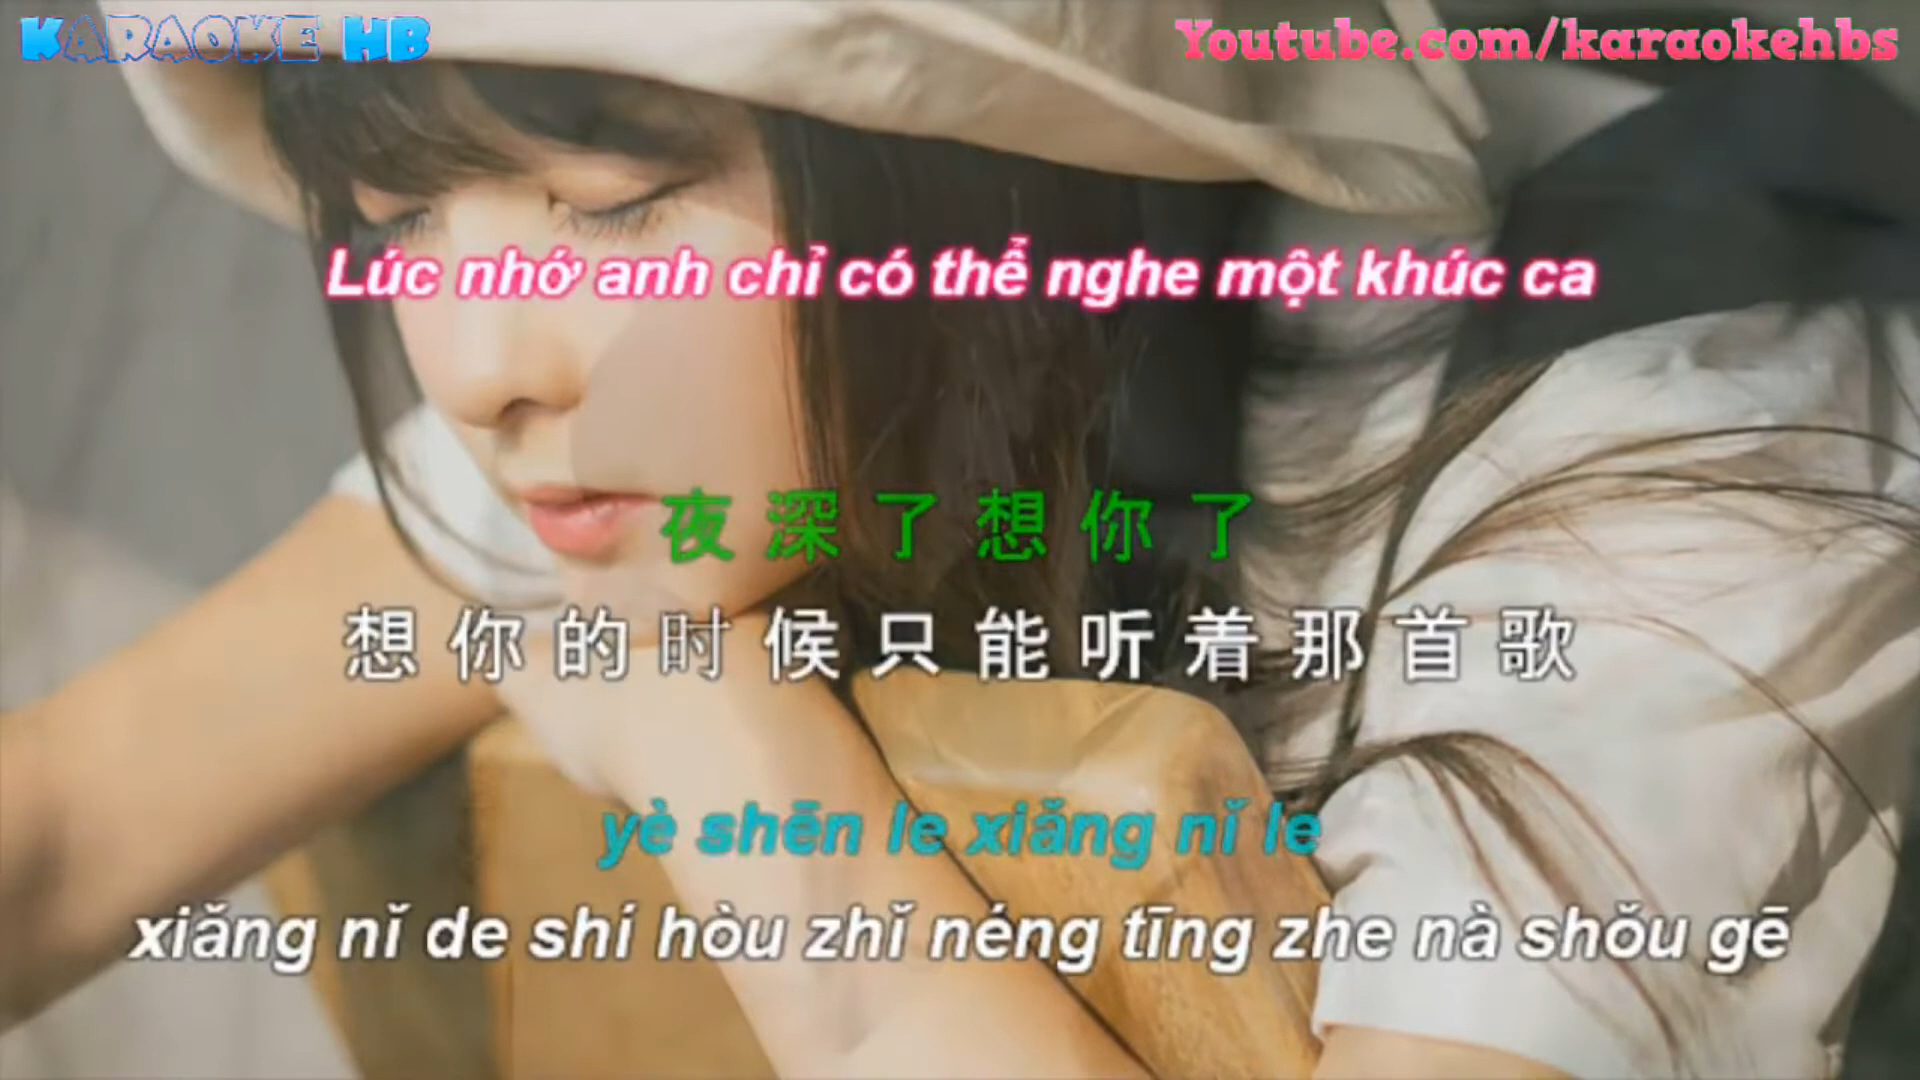 KARAOKE HB
Youtube.com/karaokehbs
Lúc nhớ anh chỉ có thể nghe một khúc ca
夜深了想你了
想你的时候只能听着那首歌
yè shēn le xiǎng nǐ le
xiǎng nǐ de shí hòu zhǐ néng tīng zhe nà shǒu gē